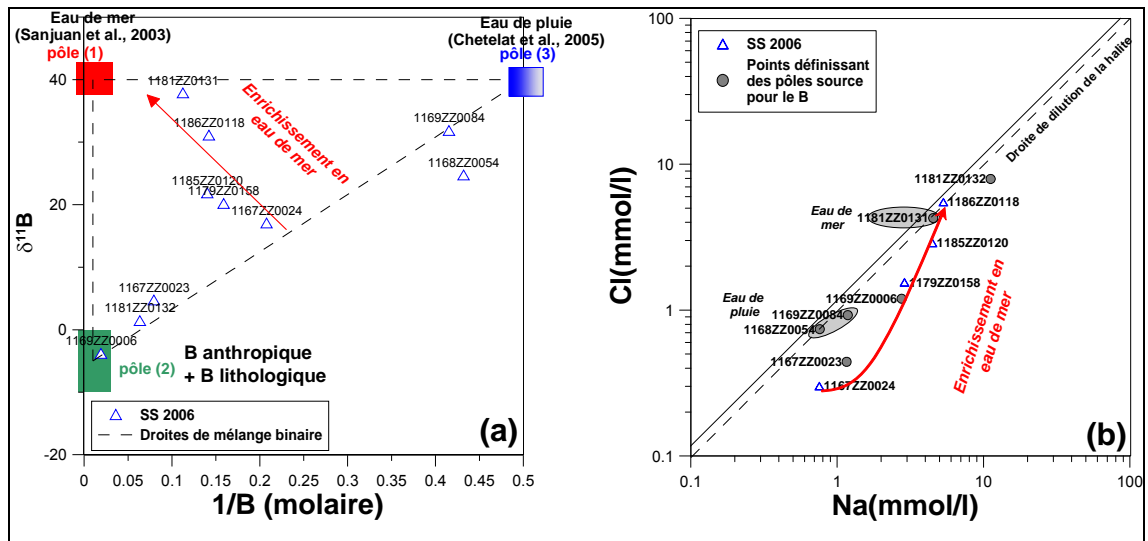 Eau de mer
(Sanjuan et al., 2003)
pôle (1)
Eau de pluie
(Chetelat et al., 2005)
pôle (3)
40
20
0
-20
δ¹¹B
1181ZZ0131
1186ZZ0118
1185ZZ0120
1179ZZ0158
1167ZZ0024
1169ZZ0084
1168ZZ0054
Enrichissement en
eau de mer
1167ZZ0023
1181ZZ0132
1169ZZ0006
pôle (2)
B anthropique
+ B lithologique
SS 2006
Droites de mélange binaire
(a)
0
0.05
0.1
0.15
0.2
0.25
0.3
0.35
0.4
0.45
0.5
1/B (molaire)
100
10
1
0.1
Cl(mmol/l)
SS 2006
Points définissant
des pôles source
pour le B
Droite de dilution de la halite
1181ZZ0132
1186ZZ0118
Eau de
mer
1181ZZ0131
1185ZZ0120
1179ZZ0158
1169ZZ0006
Eau de
pluie
1169ZZ0084
1168ZZ0054
1167ZZ0023
1167ZZ0024
Enrichissement en
eau de mer
(b)
0.1
1
10
100
Na(mmol/l)